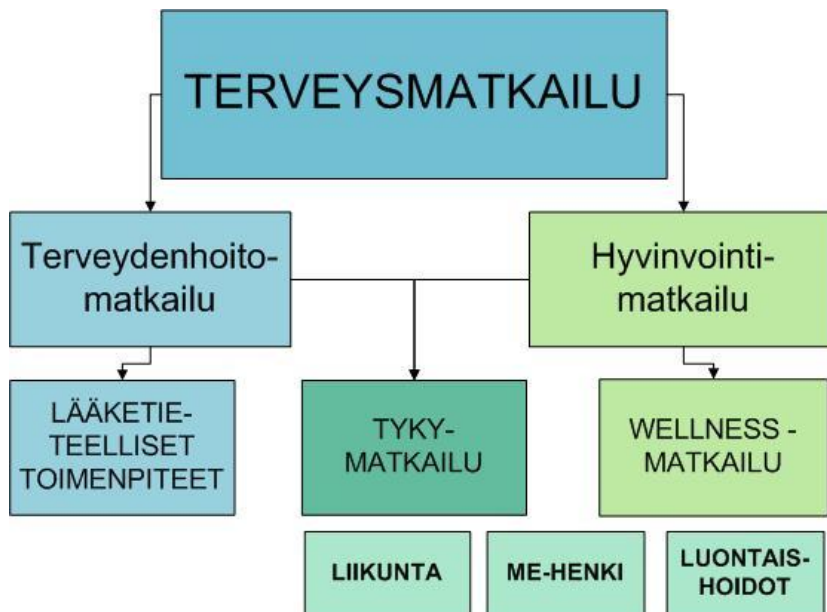 TERVEYSMATKAILU
Terveydenhoito-
matkailu
Hyvinvointi-
matkailu
LÄÄKETIE-
TEELLISET
TOIMENPITEET
TYKY-
MATKAILU
WELLNESS -
MATKAILU
LIIKUNTA
ME-HENKI
LUONTAIS-
HOIDOT